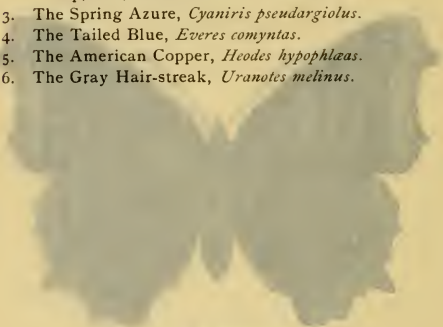 3. The Spring Azure, Cyaniris pseudargiolus.
4. The Tailed Blue, Everes comyntas.
5. The American Copper, Heodes hypophlæas.
6. The Gray Hair-streak, Uranotes melinus.